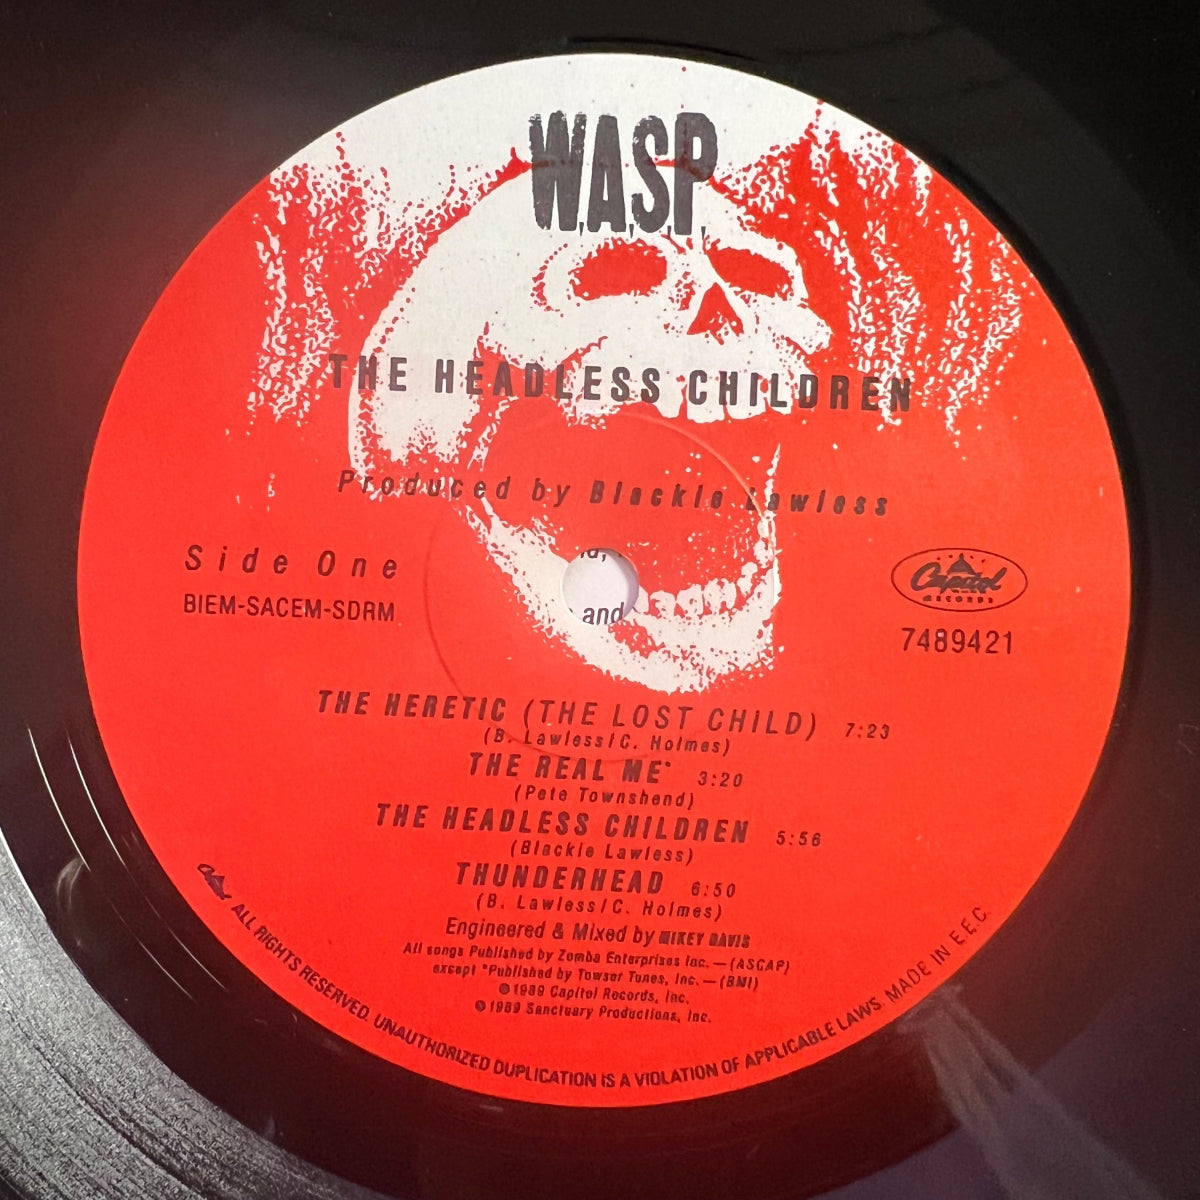 W.A.S.P.
THE HEADLESS CHILDREN
Produced by Blackie Lawless
Side One
BIEM-SACEM-SDRM
Capitol
RECORDS
7489421
and
THE HERETIC (THE LOST CHILD) 7:23
(B. Lawless/C. Holmes)
THE REAL ME* 3:20
(Pete Townshend)
THE HEADLESS CHILDREN 5:56
(Blackie Lawless)
THUNDERHEAD 6:50
(B. Lawless/C. Holmes)
Engineered & Mixed by MIKEY DAVIS
All songs Published by Zomba Enterprises Inc.—(ASCAP)
except *Published by Towser Tunes, Inc.—(BMI)
℗1989 Capitol Records, Inc.
©1989 Sanctuary Productions, Inc.
ALL RIGHTS RESERVED. UNAUTHORIZED DUPLICATION IS A VIOLATION OF APPLICABLE LAWS. MADE IN E.E.C.